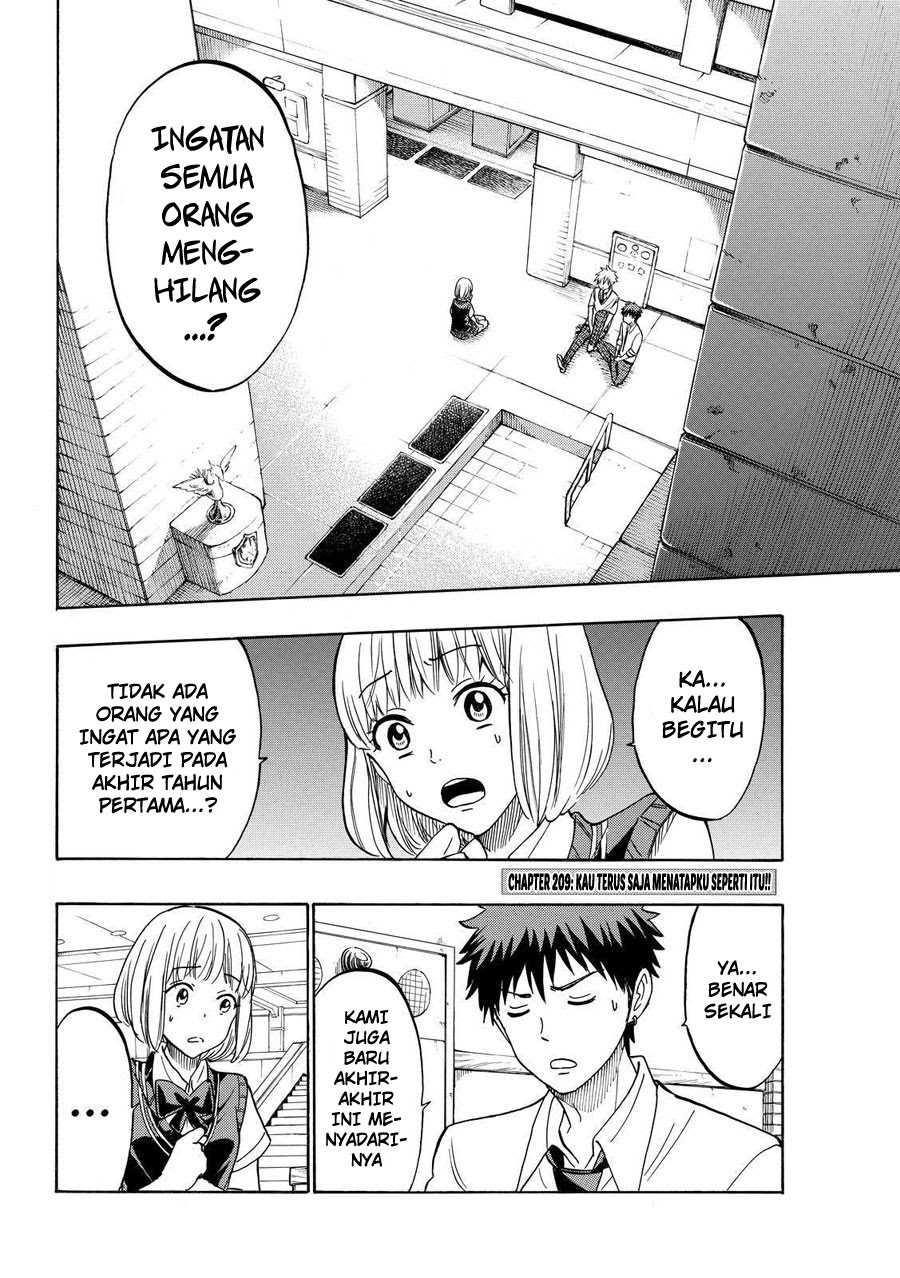 INGATAN
SEMUA
ORANG
MENG-
HILANG
...?
KA...
KALAU
BEGITU
...
TIDAK ADA
ORANG YANG
INGAT APA YANG
TERJADI PADA
AKHIR TAHUN
PERTAMA...?
CHAPTER 209: KAU TERUS SAJA MENATAPKU SEPERTI ITU!!
YA...
BENAR
SEKALI
KAMI
JUGA
BARU
AKHIR-
AKHIR
INI ME-
NYADARI-
NYA
...